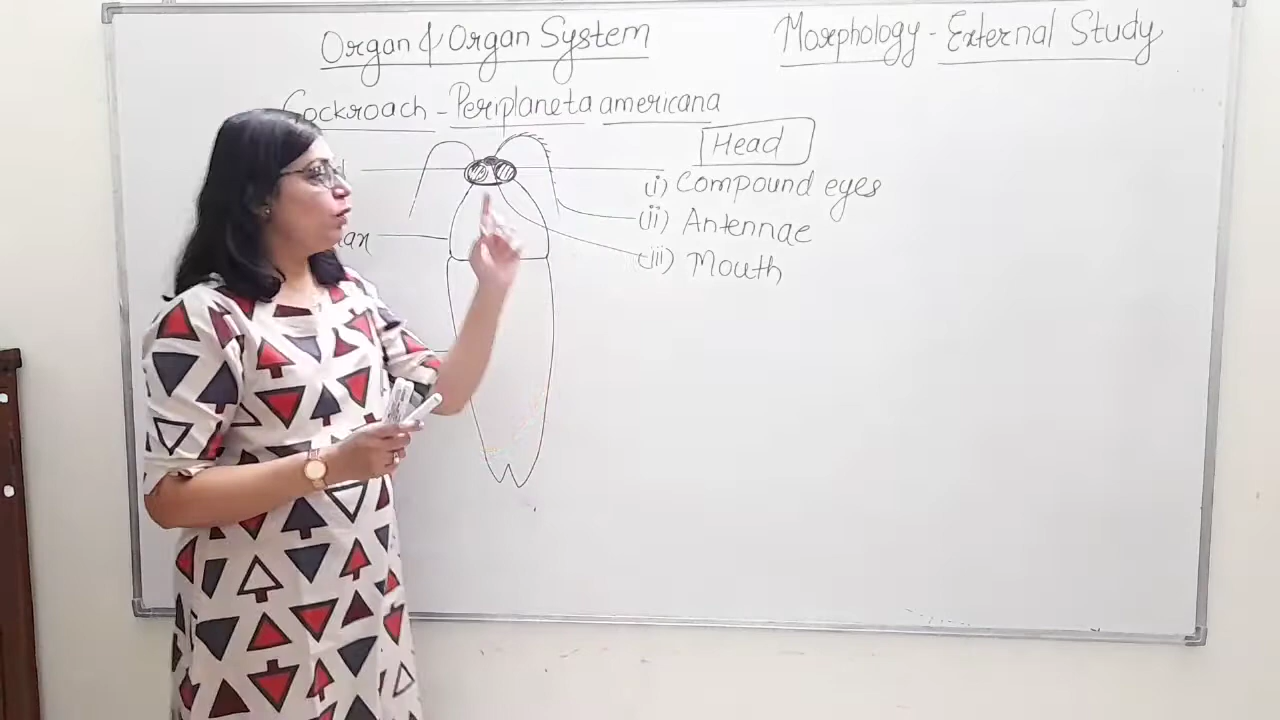 Organ & Organ System
Morphology - External Study
Cockroach - Periplaneta americana
Head
(i) Compound eyes
(ii) Antennae
(iii) Mouth